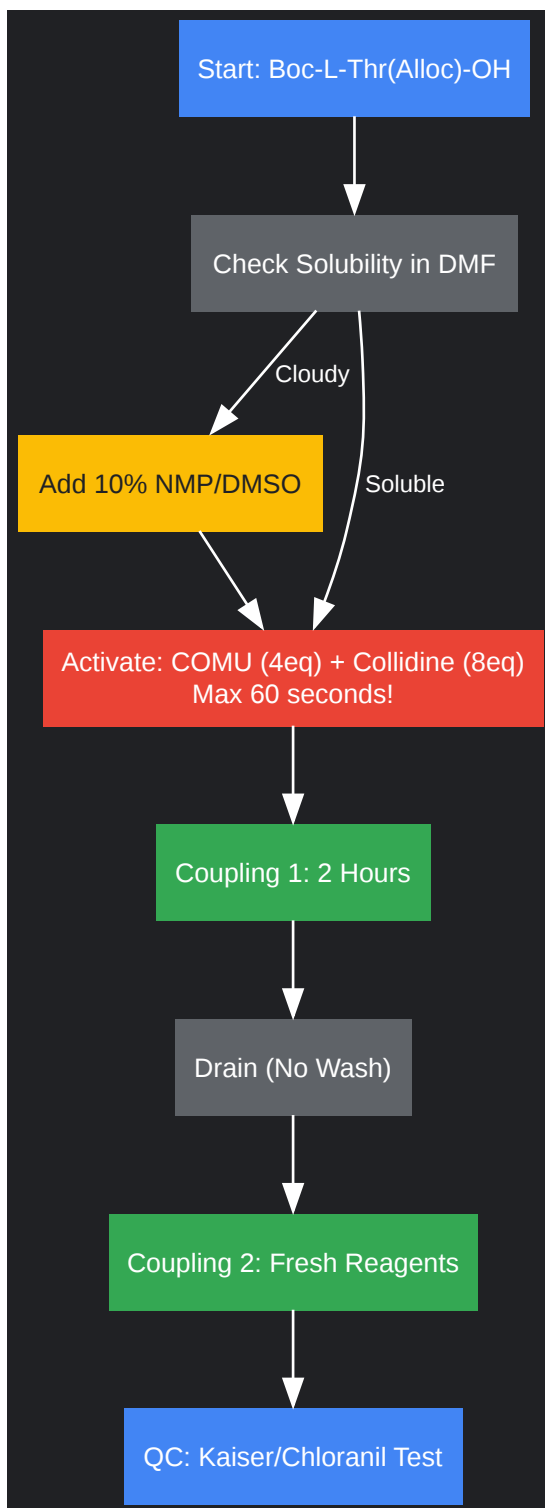 Start: Boc-L-Thr(Alloc)-OH
Check Solubility in DMF
Cloudy
Add 10% NMP/DMSO
Soluble
Activate: COMU (4eq) + Collidine (8eq)
Max 60 seconds!
Coupling 1: 2 Hours
Drain (No Wash)
Coupling 2: Fresh Reagents
QC: Kaiser/Chloranil Test